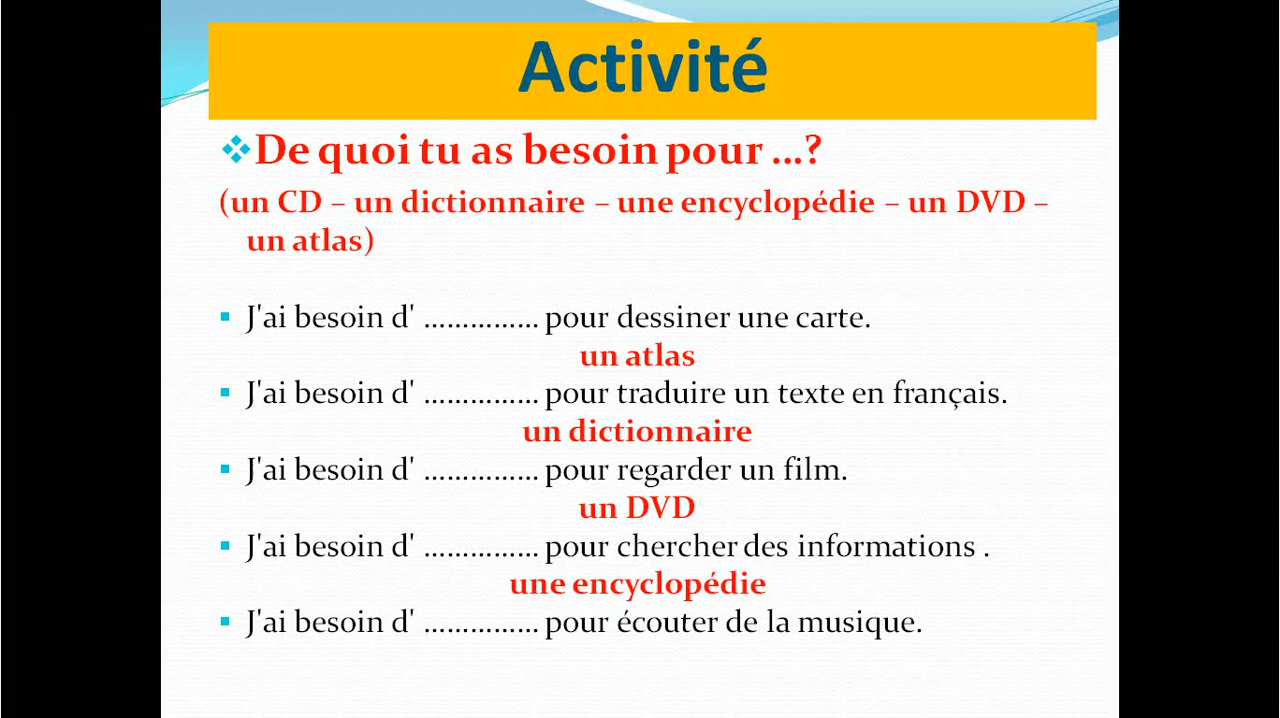 Activité
De quoi tu as besoin pour ...?
(un CD – un dictionnaire – une encyclopédie – un DVD –
un atlas)
J'ai besoin d' ............... pour dessiner une carte.
un atlas
J'ai besoin d' ............... pour traduire un texte en français.
un dictionnaire
J'ai besoin d' ............... pour regarder un film.
un DVD
J'ai besoin d' ............... pour chercher des informations .
une encyclopédie
J'ai besoin d' ............... pour écouter de la musique.